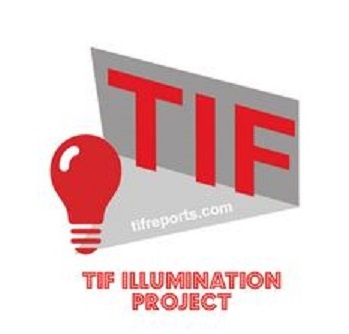 TIF
tifreports.com
TIF ILLUMINATION
PROJECT